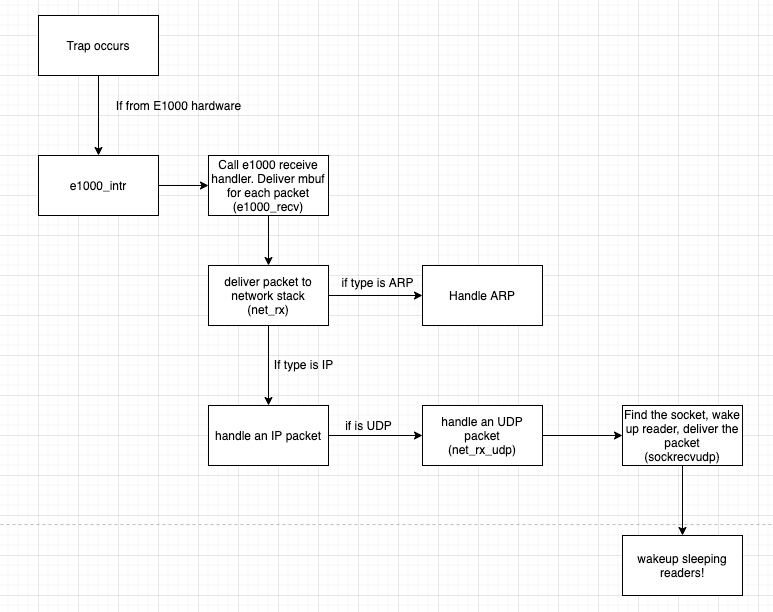 Trap occurs
If from E1000 hardware
e1000_intr
Call e1000 receive
handler. Deliver mbuf
for each packet
(e1000_recv)
deliver packet to
network stack
(net_rx)
if type is ARP
Handle ARP
If type is IP
handle an IP packet
if is UDP
handle an UDP
packet
(net_rx_udp)
Find the socket, wake
up reader, deliver the
packet
(sockrecvudp)
wakeup sleeping
readers!